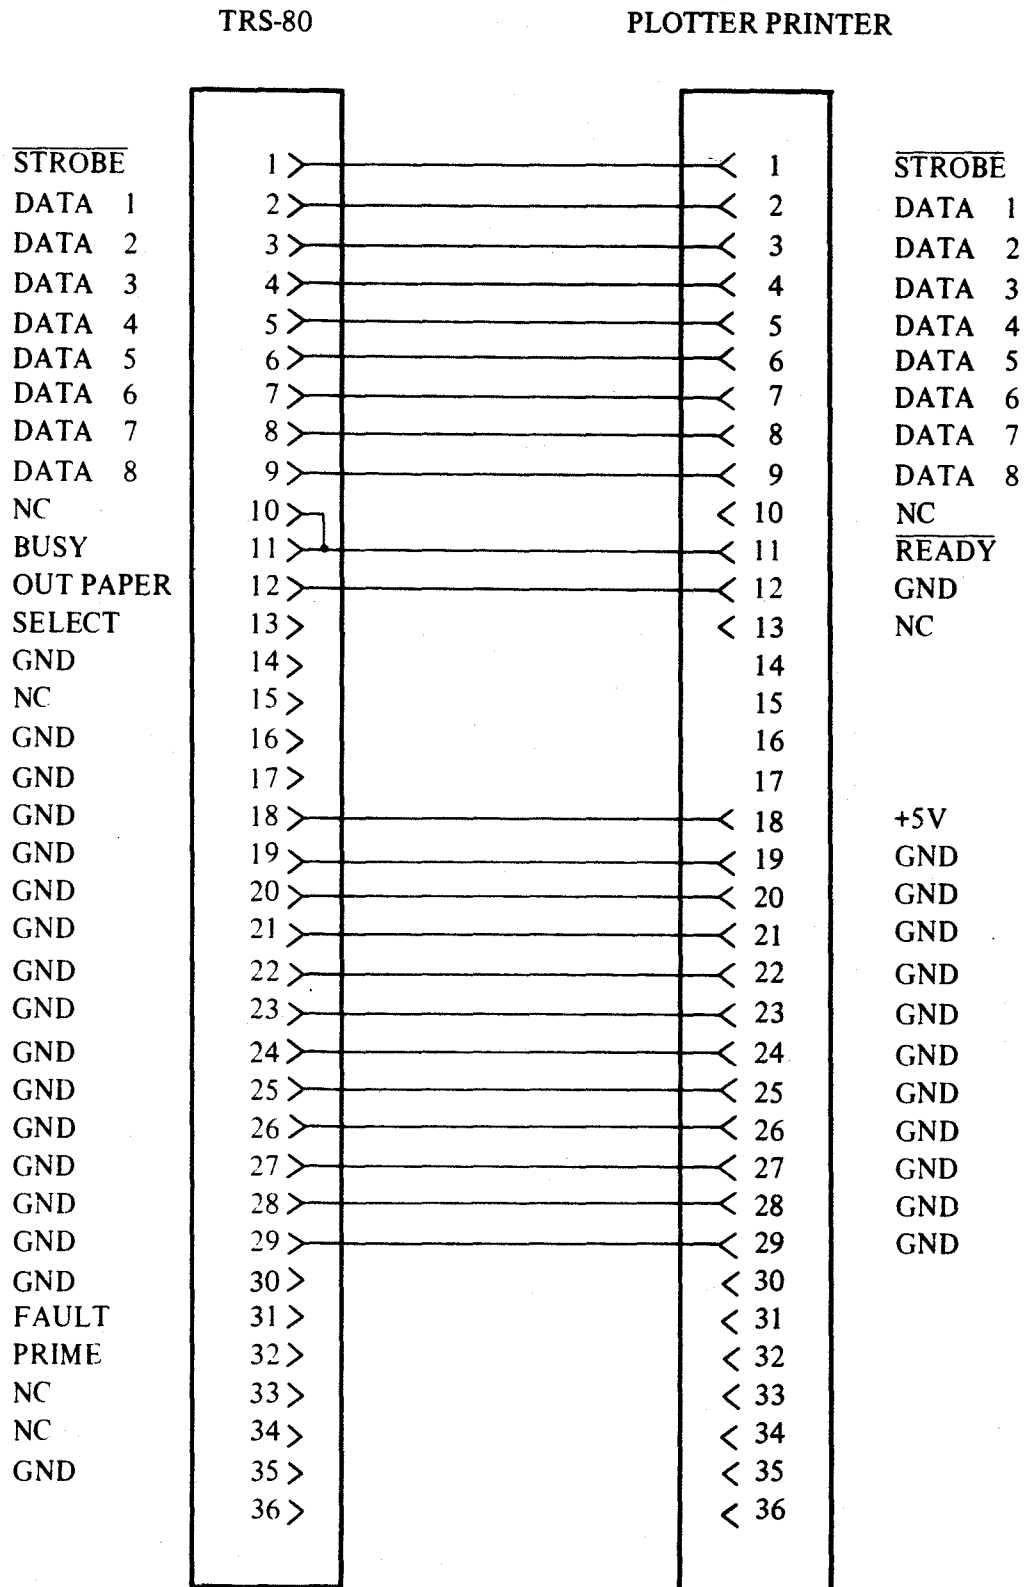 TRS-80 PLOTTER PRINTER
STROBE 1 1 STROBE
DATA 1 2 2 DATA 1
DATA 2 3 3 DATA 2
DATA 3 4 4 DATA 3
DATA 4 5 5 DATA 4
DATA 5 6 6 DATA 5
DATA 6 7 7 DATA 6
DATA 7 8 8 DATA 7
DATA 8 9 9 DATA 8
NC 10 10 NC
BUSY 11 11 READY
OUT PAPER 12 12 GND
SELECT 13 13 NC
GND 14 14
NC 15 15
GND 16 16
GND 17 17
GND 18 18 +5V
GND 19 19 GND
GND 20 20 GND
GND 21 21 GND
GND 22 22 GND
GND 23 23 GND
GND 24 24 GND
GND 25 25 GND
GND 26 26 GND
GND 27 27 GND
GND 28 28 GND
GND 29 29 GND
GND 30 30
FAULT 31 31
PRIME 32 32
NC 33 33
NC 34 34
GND 35 35
36 36